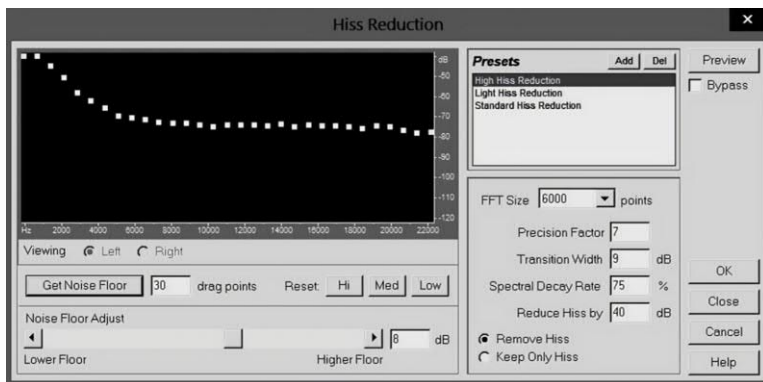 Hiss Reduction
x
dB
-50
-60
-70
-80
-90
-100
-110
-120
Hz 2000 4000 6000 8000 10000 12000 14000 16000 18000 20000 22000
Viewing Left Right
Get Noise Floor 30 drag points Reset: Hi Med Low
Noise Floor Adjust
8 dB
Lower Floor Higher Floor
Presets Add Del
High Hiss Reduction
Light Hiss Reduction
Standard Hiss Reduction
FFT Size 6000 points
Precision Factor 7
Transition Width 9 dB
Spectral Decay Rate 75 %
Reduce Hiss by 40 dB
Remove Hiss
Keep Only Hiss
Preview
Bypass
OK
Close
Cancel
Help